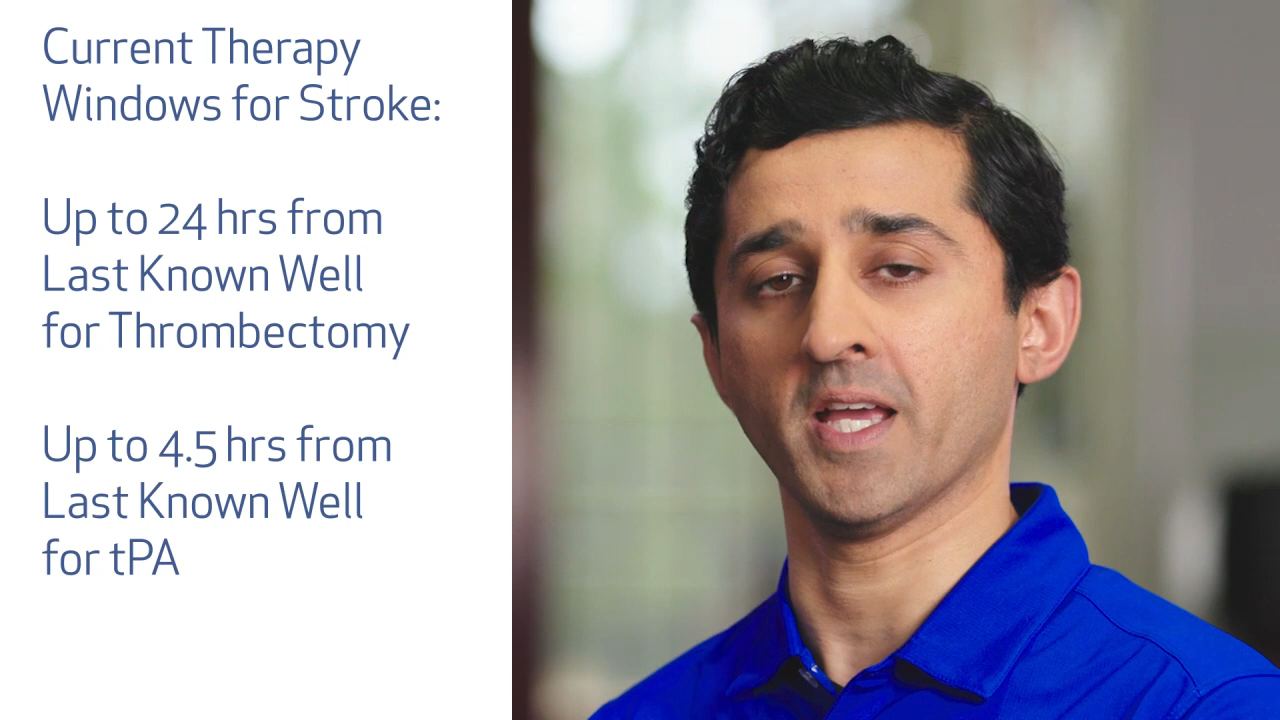 Current Therapy
Windows for Stroke:
Up to 24 hrs from
Last Known Well
for Thrombectomy
Up to 4.5 hrs from
Last Known Well
for tPA